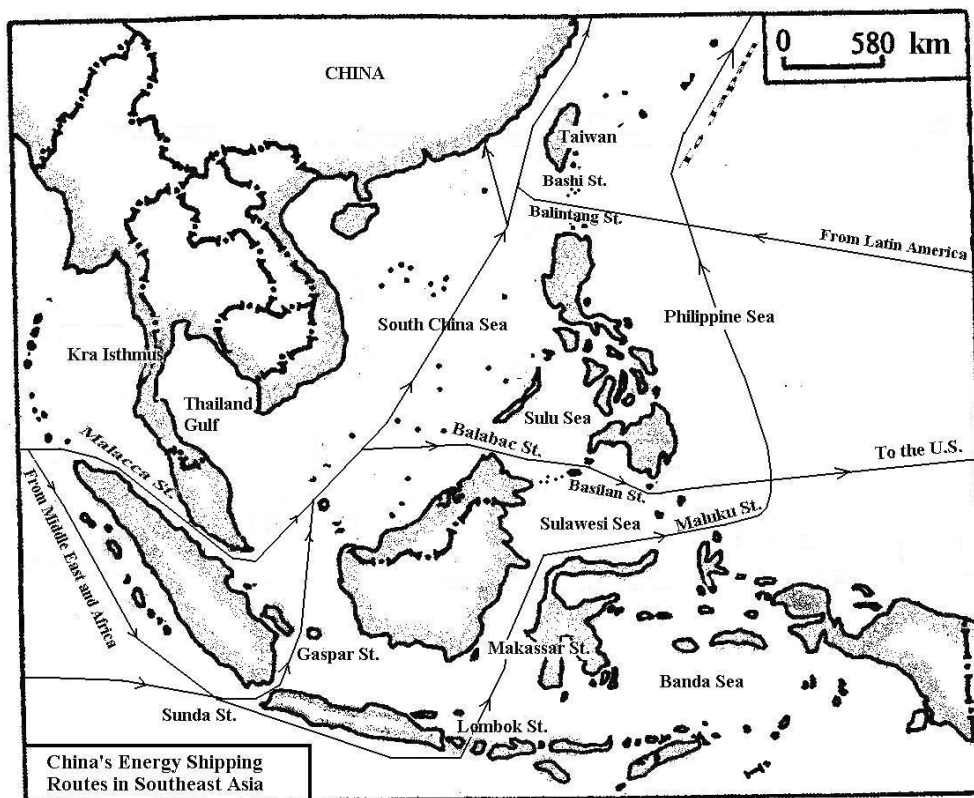 0 580 km
CHINA
Taiwan
Bashi St.
Balintang St.
From Latin America
South China Sea
Philippine Sea
Kra Isthmus
Thailand
Gulf
Sulu Sea
Malacca St.
Balabac St.
To the U.S.
Basilan St.
From Middle East and Africa
Sulawesi Sea
Maluku St.
Gaspar St.
Makassar St.
Banda Sea
Sunda St.
Lombok St.
China's Energy Shipping
Routes in Southeast Asia